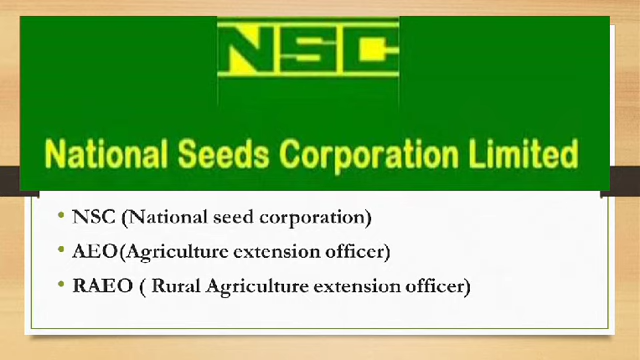 NSC
National Seeds Corporation Limited
• NSC (National seed corporation)
• AEO(Agriculture extension officer)
• RAEO ( Rural Agriculture extension officer)